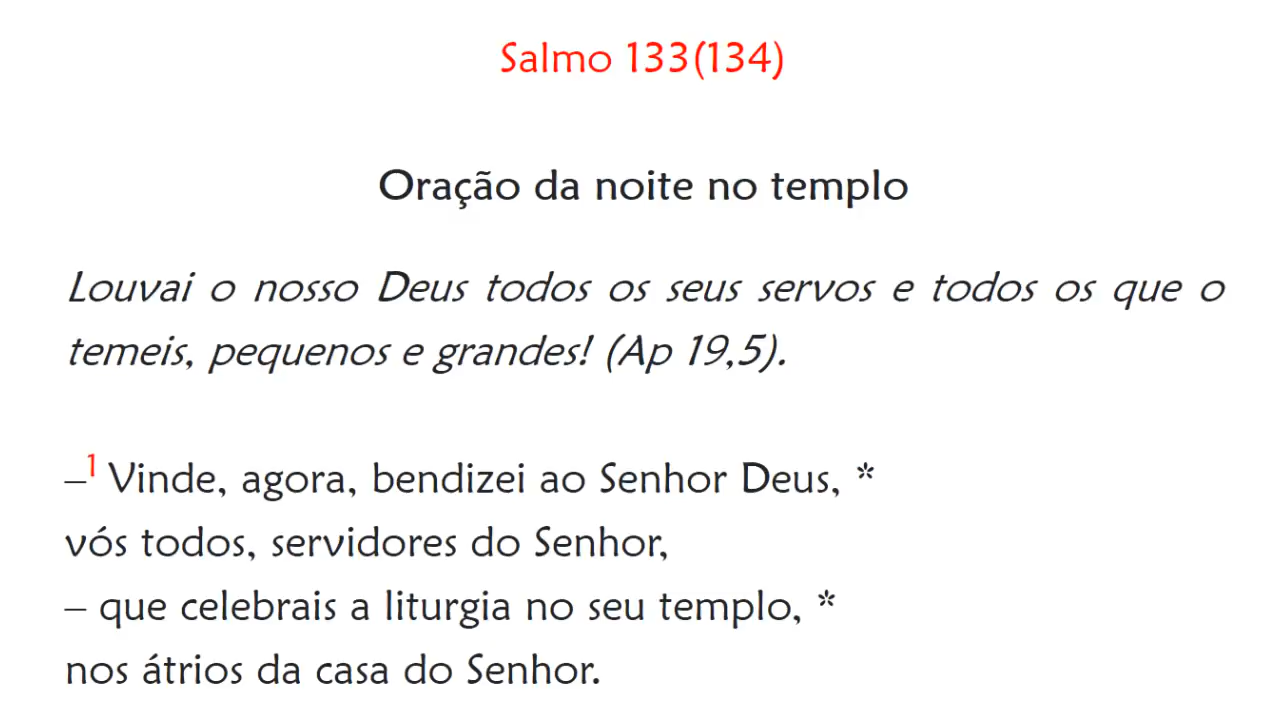 Salmo 133(134)
Oração da noite no templo
Louvai o nosso Deus todos os seus servos e todos os que o
temeis, pequenos e grandes! (Ap 19,5).
–1 Vinde, agora, bendizei ao Senhor Deus, *
vós todos, servidores do Senhor,
– que celebrais a liturgia no seu templo, *
nos átrios da casa do Senhor.